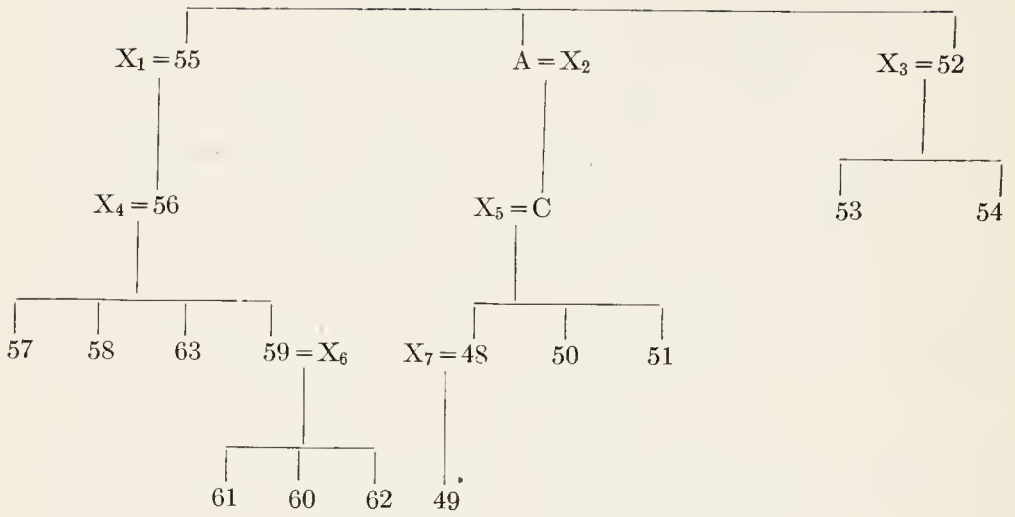 X₁ = 55 A = X₂ X₃ = 52
X₄ = 56 X₅ = C 53 54
57 58 63 59 = X₆ X₇ = 48 50 51
61 60 62 49